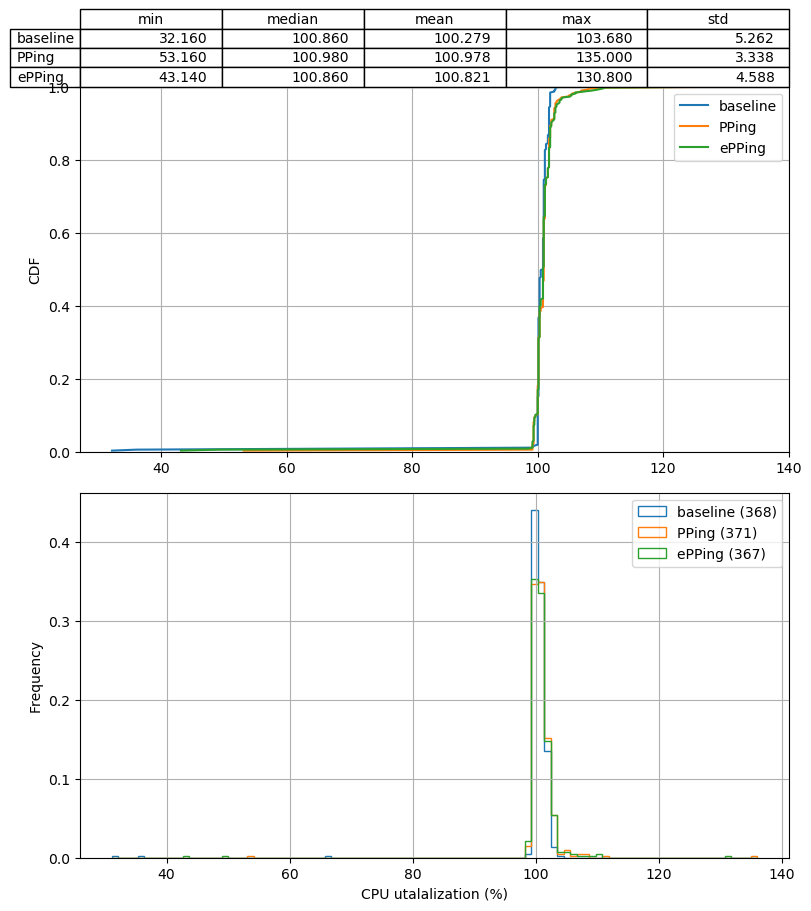 min median mean max std
baseline 32.160 100.860 100.279 103.680 5.262
PPing 53.160 100.980 100.978 135.000 3.338
ePPing 43.140 100.860 100.821 130.800 4.588
1.0
baseline
PPing
ePPing
0.8
0.6
CDF
0.4
0.2
0.0
40 60 80 100 120 140
baseline (368)
PPing (371)
ePPing (367)
0.4
0.3
Frequency
0.2
0.1
0.0
40 60 80 100 120 140
CPU utalalization (%)